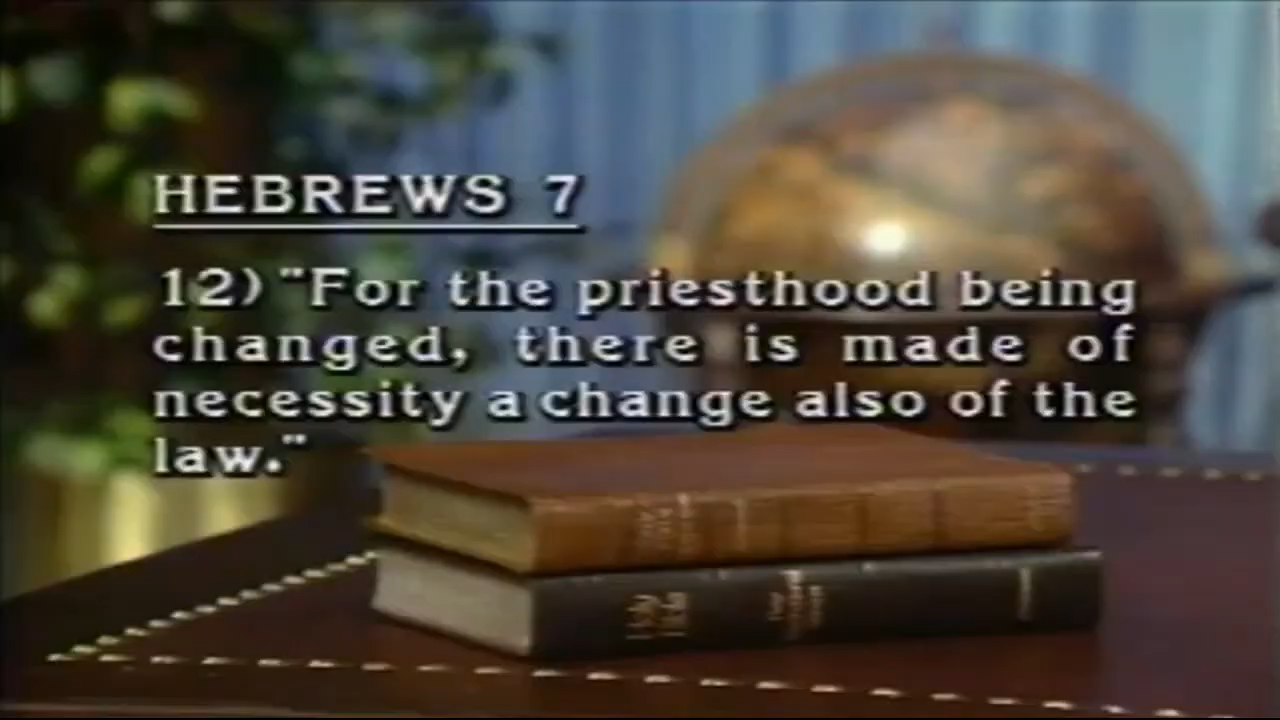 HEBREWS 7
12) "For the priesthood being
changed, there is made of
necessity a change also of the
law."